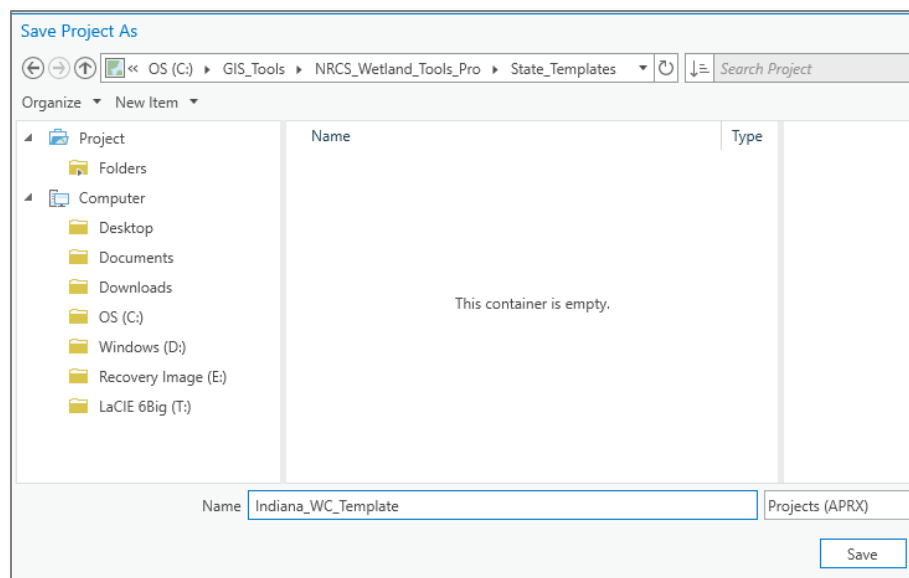 Save Project As
« OS (C:) GIS_Tools NRCS_Wetland_Tools_Pro State_Templates Search Project
Organize New Item
Project
Folders
Computer
Desktop
Documents
Downloads
OS (C:)
Windows (D:)
Recovery Image (E:)
LaCIE 6Big (T:)
Name Type
This container is empty.
Name Indiana_WC_Template Projects (APRX)
Save